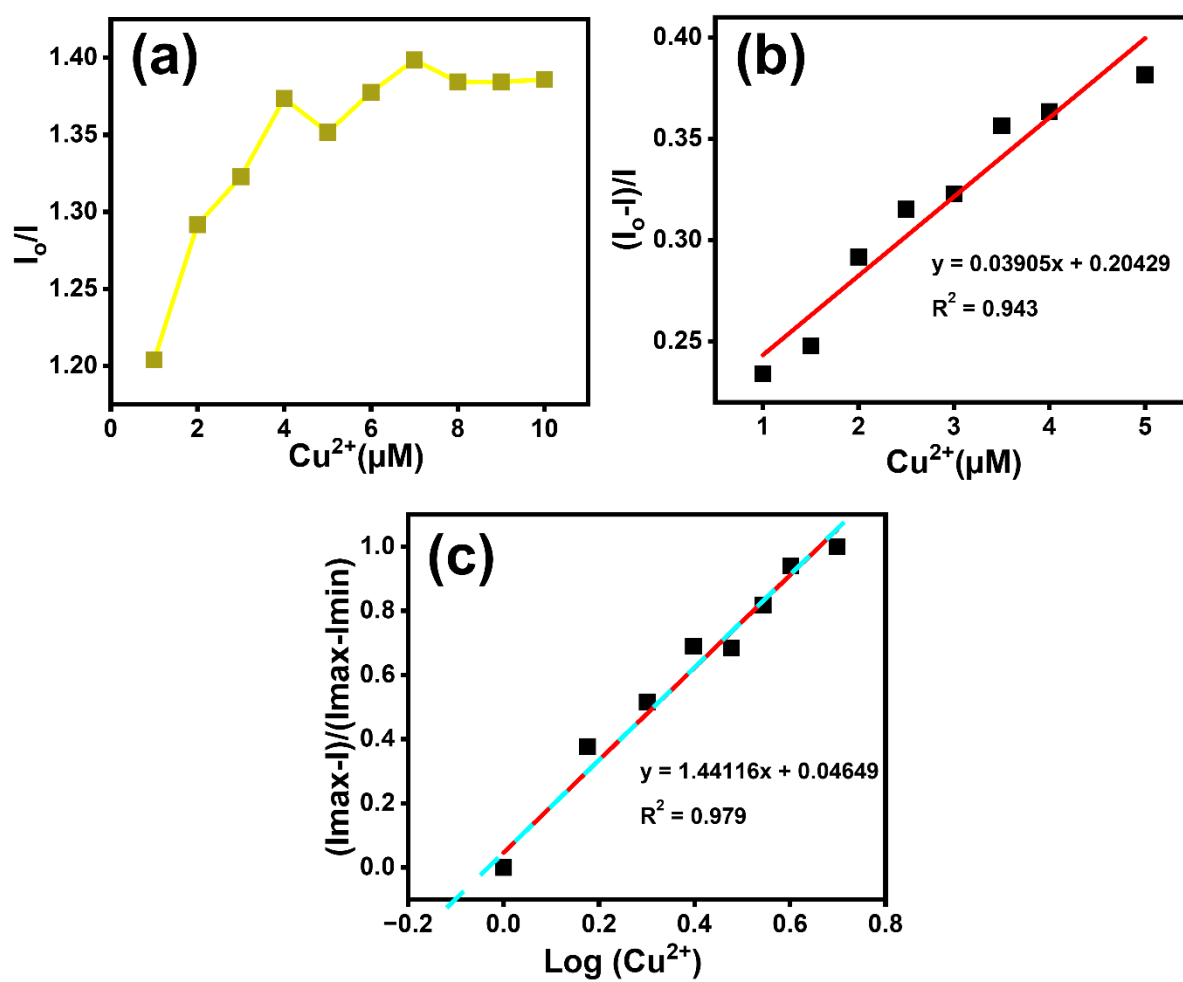 (a)
I₀/I
1.40
1.35
1.30
1.25
1.20
0
2
4
6
8
10
Cu²⁺(μM)
(b)
(I₀-I)/I
0.40
0.35
0.30
0.25
y = 0.03905x + 0.20429
R² = 0.943
1
2
3
4
5
Cu²⁺(μM)
(c)
(Imax-I)/(Imax-Imin)
1.0
0.8
0.6
0.4
0.2
0.0
y = 1.44116x + 0.04649
R² = 0.979
−0.2
0.0
0.2
0.4
0.6
0.8
Log (Cu²⁺)